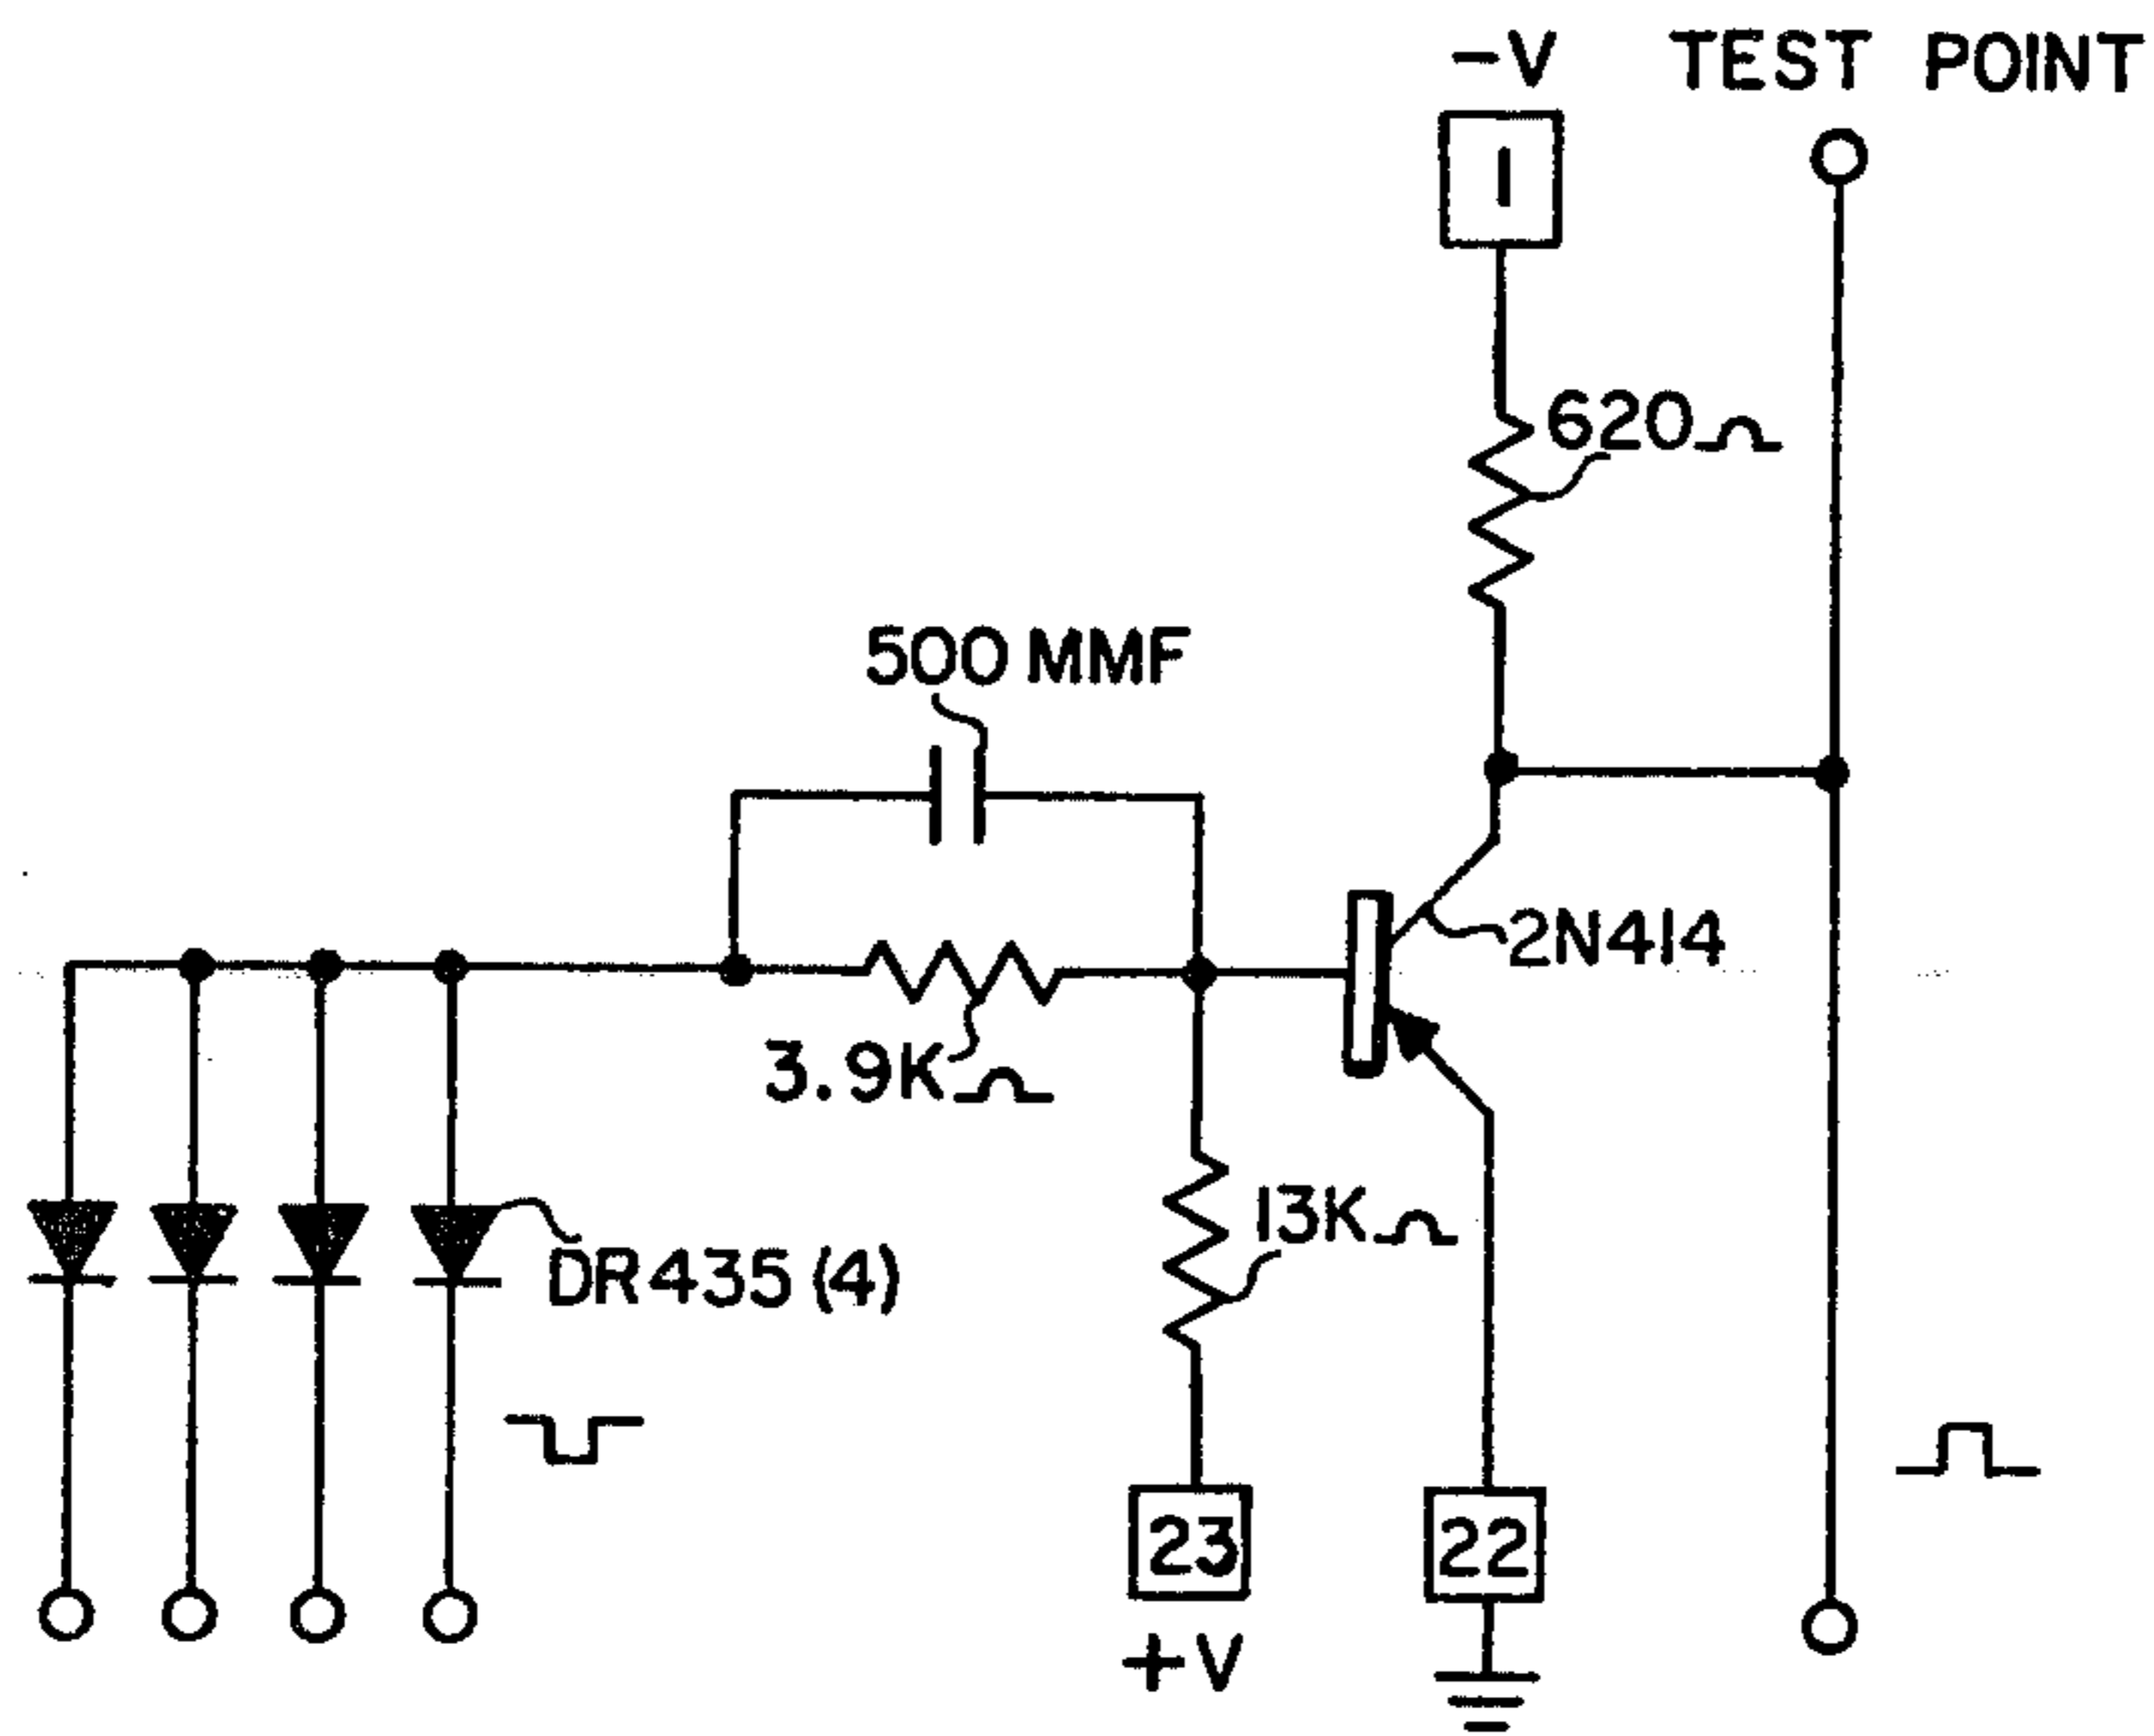 -V
TEST POINT
1
620Ω
500 MMF
2N414
3.9KΩ
13KΩ
DR435 (4)
23
22
+V